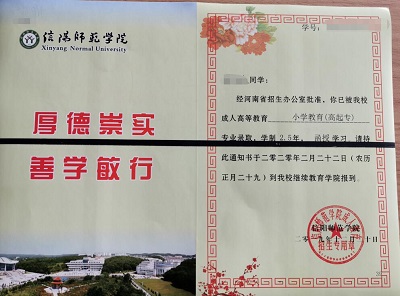 信阳师范学院
Xinyang Normal University
厚德崇实
善学敏行
学号:
同学:
经河南省招生办公室批准,你已被我校
成人高等教育 小学教育(高起专)
专业录取,学制 2.5年, 函授 学习。请持
此通知书于二零二零年二月二十二日(农历
正月二十九)到我校继续教育学院报到。
信阳师范学院
招生专用章